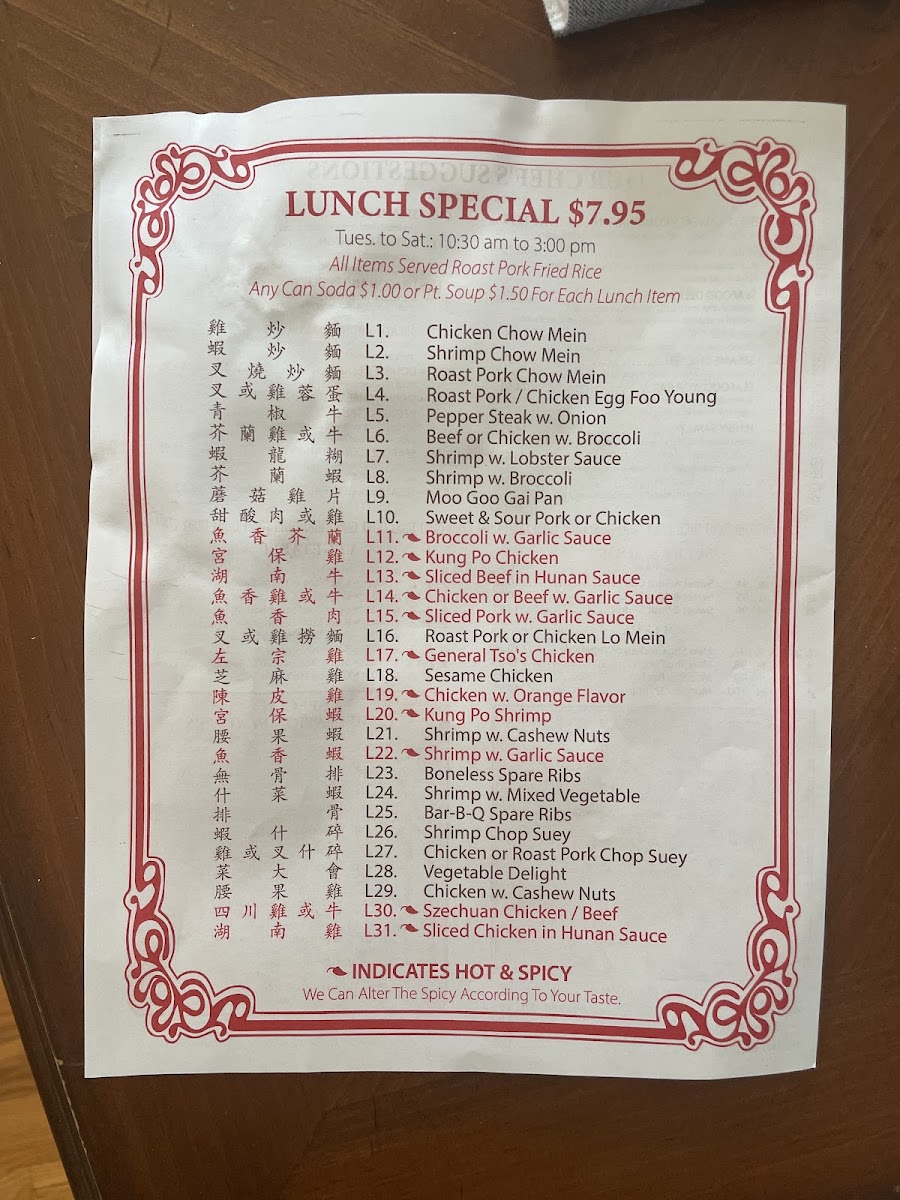 LUNCH SPECIAL $7.95
Tues. to Sat.: 10:30 am to 3:00 pm
All Items Served Roast Pork Fried Rice
Any Can Soda $1.00 or Pt. Soup $1.50 For Each Lunch Item
雞炒麵 L1. Chicken Chow Mein
蝦炒麵 L2. Shrimp Chow Mein
叉燒炒麵 L3. Roast Pork Chow Mein
叉或雞蓉蛋 L4. Roast Pork / Chicken Egg Foo Young
青椒牛 L5. Pepper Steak w. Onion
芥蘭雞或牛 L6. Beef or Chicken w. Broccoli
蝦龍糊 L7. Shrimp w. Lobster Sauce
芥蘭蝦 L8. Shrimp w. Broccoli
蘑菇雞片 L9. Moo Goo Gai Pan
甜酸肉或雞 L10. Sweet & Sour Pork or Chicken
魚香芥蘭 L11. Broccoli w. Garlic Sauce
宮保雞 L12. Kung Po Chicken
湖南牛 L13. Sliced Beef in Hunan Sauce
魚香雞或牛 L14. Chicken or Beef w. Garlic Sauce
魚香肉 L15. Sliced Pork w. Garlic Sauce
叉或雞撈麵 L16. Roast Pork or Chicken Lo Mein
左宗雞 L17. General Tso's Chicken
芝麻雞 L18. Sesame Chicken
陳皮雞 L19. Chicken w. Orange Flavor
宮保蝦 L20. Kung Po Shrimp
腰果蝦 L21. Shrimp w. Cashew Nuts
魚香蝦 L22. Shrimp w. Garlic Sauce
無骨排 L23. Boneless Spare Ribs
什菜蝦 L24. Shrimp w. Mixed Vegetable
排骨 L25. Bar-B-Q Spare Ribs
蝦什碎 L26. Shrimp Chop Suey
雞或叉什碎 L27. Chicken or Roast Pork Chop Suey
菜大會 L28. Vegetable Delight
腰果雞 L29. Chicken w. Cashew Nuts
四川雞或牛 L30. Szechuan Chicken / Beef
湖南雞 L31. Sliced Chicken in Hunan Sauce
INDICATES HOT & SPICY
We Can Alter The Spicy According To Your Taste.